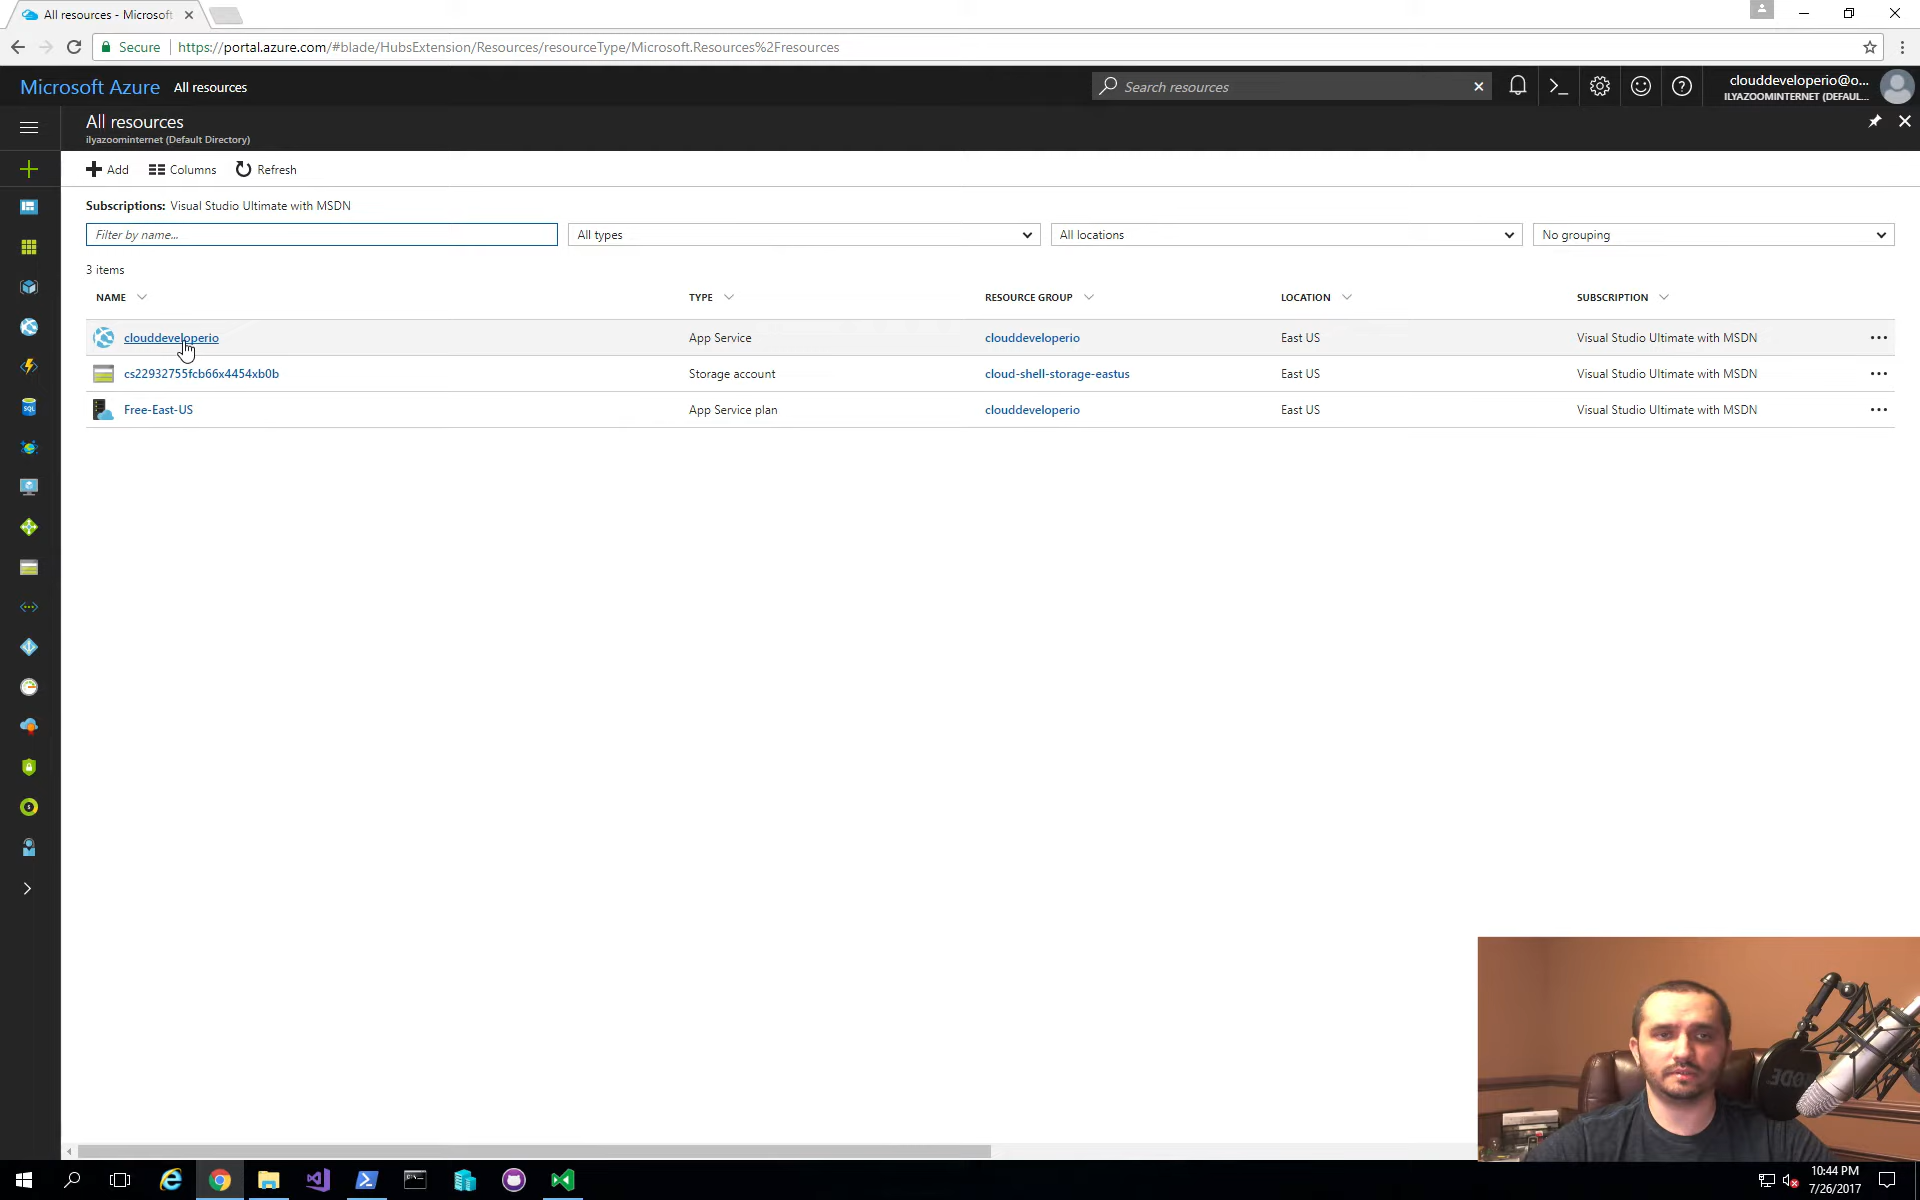 All resources - Microsoft
Secure https://portal.azure.com/#blade/HubsExtension/Resources/resourceType/Microsoft.Resources%2Fresources
Microsoft Azure All resources
Search resources
clouddeveloperio@o...
ILYAZOOMINTERNET (DEFAUL...
All resources
ilyazoominternet (Default Directory)
Add Columns Refresh
Subscriptions: Visual Studio Ultimate with MSDN
Filter by name... All types All locations No grouping
3 items
NAME TYPE RESOURCE GROUP LOCATION SUBSCRIPTION
clouddeveloperio App Service clouddeveloperio East US Visual Studio Ultimate with MSDN
cs22932755fcb66x4454xb0b Storage account cloud-shell-storage-eastus East US Visual Studio Ultimate with MSDN
Free-East-US App Service plan clouddeveloperio East US Visual Studio Ultimate with MSDN
10:44 PM
7/26/2017